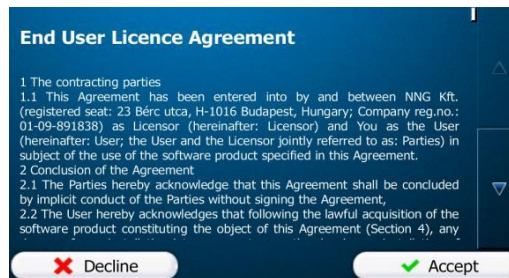 End User Licence Agreement
1 The contracting parties
1.1 This Agreement has been entered into by and between NNG Kft.
(registered seat: 23 Bérc utca, H-1016 Budapest, Hungary; Company reg.no.:
01-09-891838) as Licensor (hereinafter: Licensor) and You as the User
(hereinafter: User; the User and the Licensor jointly referred to as: Parties) in
subject of the use of the software product specified in this Agreement.
2 Conclusion of the Agreement
2.1 The Parties hereby acknowledge that this Agreement shall be concluded
by implicit conduct of the Parties without signing the Agreement,
2.2 The User hereby acknowledges that following the lawful acquisition of the
software product constituting the object of this Agreement (Section 4), any
Decline
Accept